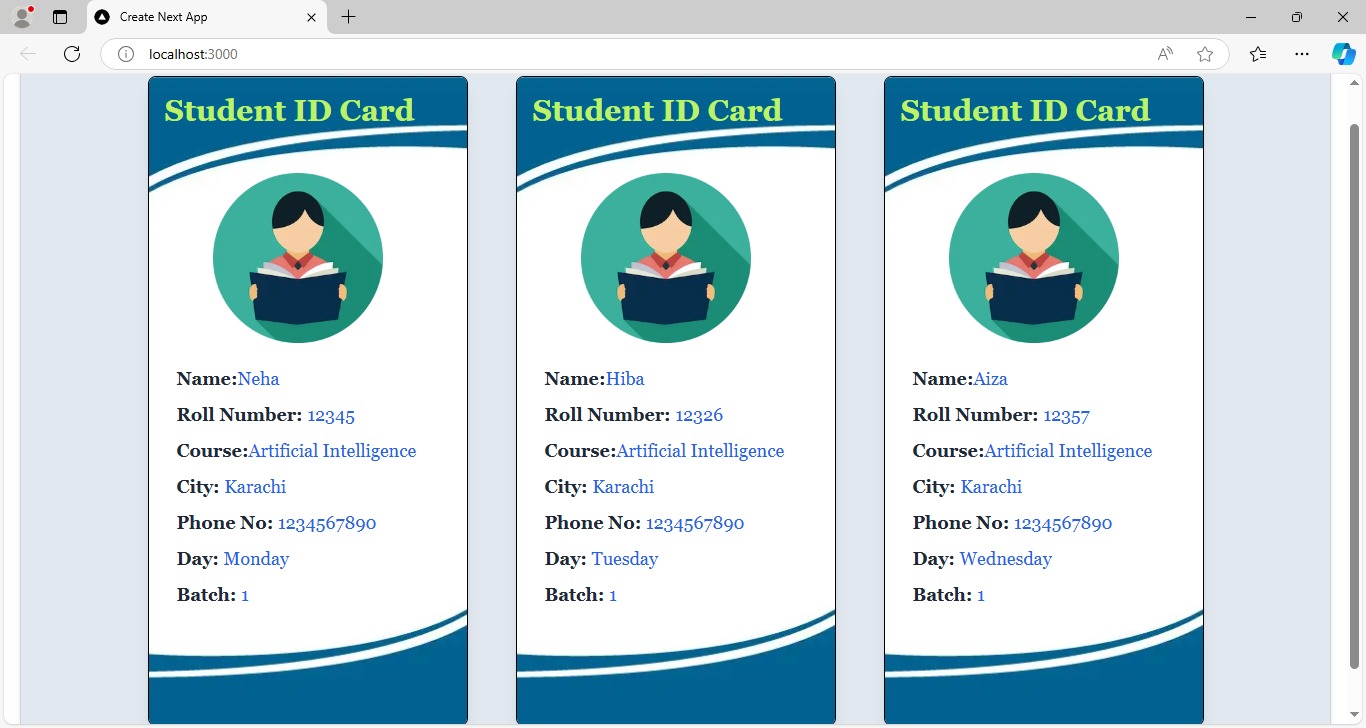 Create Next App
localhost:3000
Student ID Card
Name:Neha
Roll Number: 12345
Course:Artificial Intelligence
City: Karachi
Phone No: 1234567890
Day: Monday
Batch: 1
Student ID Card
Name:Hiba
Roll Number: 12326
Course:Artificial Intelligence
City: Karachi
Phone No: 1234567890
Day: Tuesday
Batch: 1
Student ID Card
Name:Aiza
Roll Number: 12357
Course:Artificial Intelligence
City: Karachi
Phone No: 1234567890
Day: Wednesday
Batch: 1